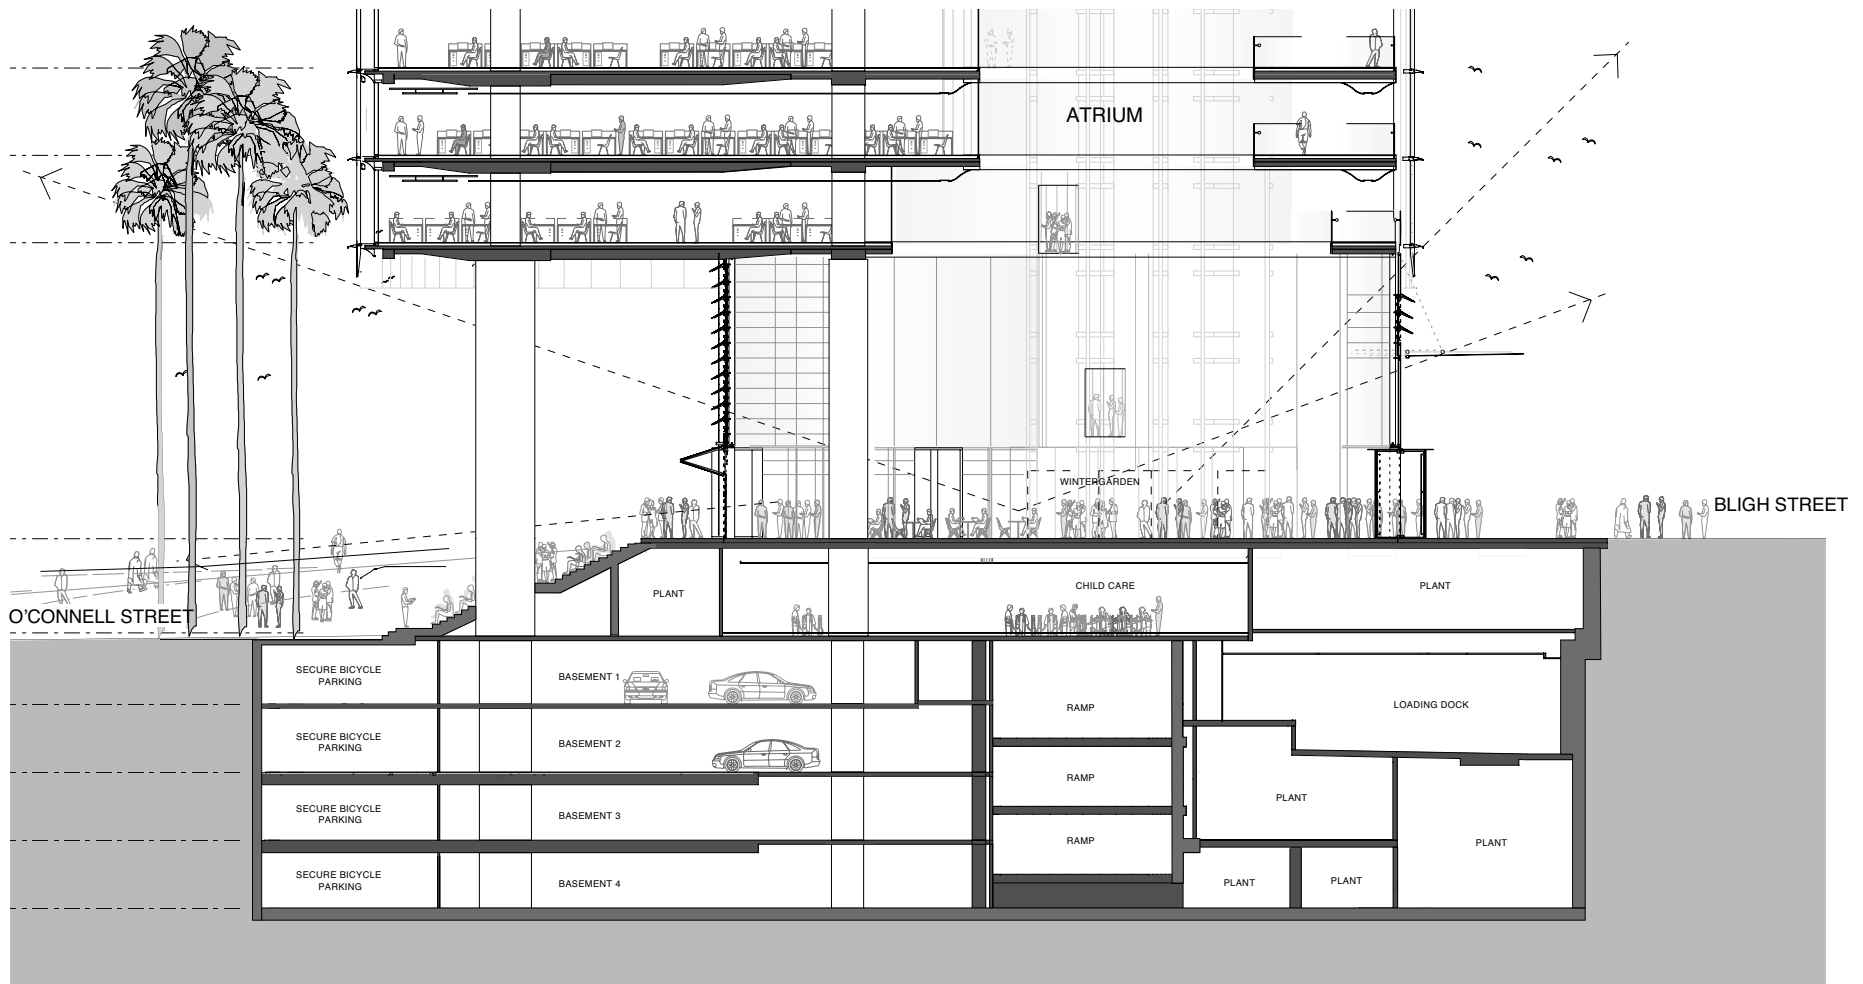 ATRIUM
WINTERGARDEN
BLIGH STREET
CHILD CARE
PLANT
PLANT
O'CONNELL STREET
SECURE BICYCLE
PARKING
BASEMENT 1
RAMP
LOADING DOCK
SECURE BICYCLE
PARKING
BASEMENT 2
RAMP
PLANT
SECURE BICYCLE
PARKING
BASEMENT 3
RAMP
PLANT
SECURE BICYCLE
PARKING
BASEMENT 4
PLANT
PLANT